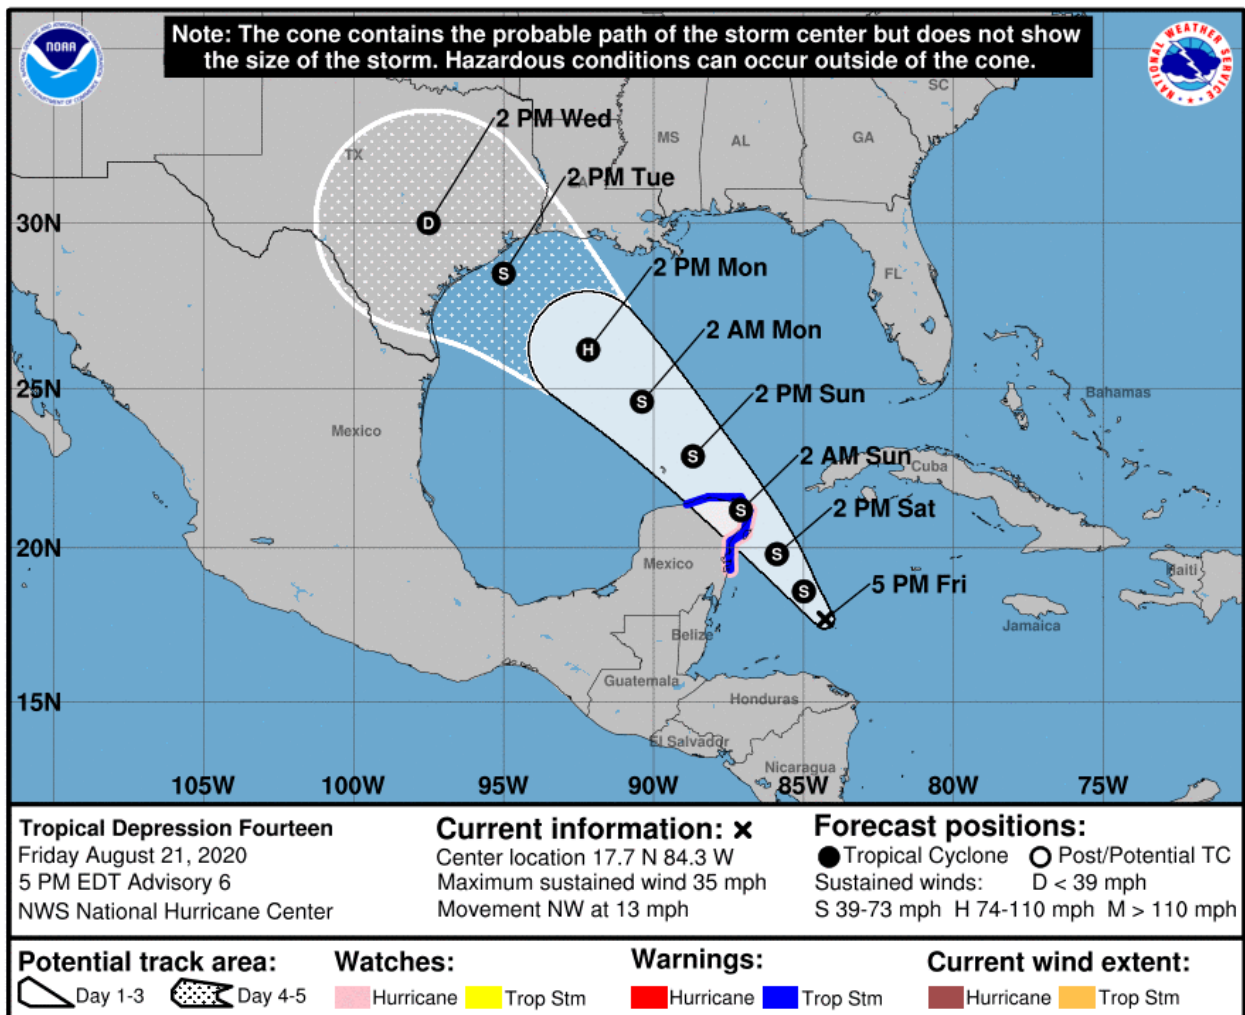 Note: The cone contains the probable path of the storm center but does not show
the size of the storm. Hazardous conditions can occur outside of the cone.
NOAA
NATIONAL WEATHER SERVICE
SC
2 PM Wed
MS
AL
GA
TX
2 PM Tue
30N
D
S
2 PM Mon
FL
2 AM Mon
H
25N
S
2 PM Sun
Bahamas
Mexico
S
2 AM Sun
Cuba
S
2 PM Sat
20N
S
Mexico
5 PM Fri
Haiti
S
Jamaica
Belize
Guatemala
15N
Honduras
El Salvador
Nicaragua
105W 100W 95W 90W 85W 80W 75W
Tropical Depression Fourteen
Friday August 21, 2020
5 PM EDT Advisory 6
NWS National Hurricane Center
Current information: ×
Center location 17.7 N 84.3 W
Maximum sustained wind 35 mph
Movement NW at 13 mph
Forecast positions:
Tropical Cyclone Post/Potential TC
Sustained winds: D < 39 mph
S 39-73 mph H 74-110 mph M > 110 mph
Potential track area:
Day 1-3 Day 4-5
Watches:
Hurricane Trop Stm
Warnings:
Hurricane Trop Stm
Current wind extent:
Hurricane Trop Stm